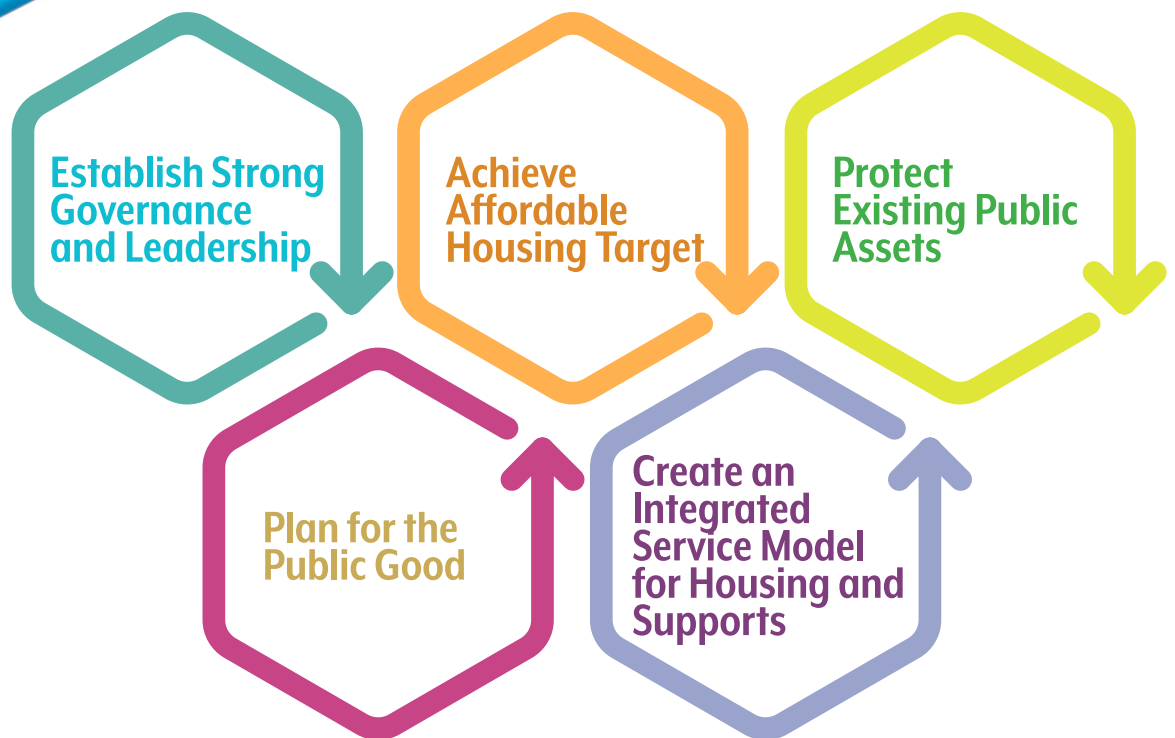 Establish Strong
Governance
and Leadership
Achieve
Affordable
Housing Target
Protect
Existing Public
Assets
Plan for the
Public Good
Create an
Integrated
Service Model
for Housing and
Supports